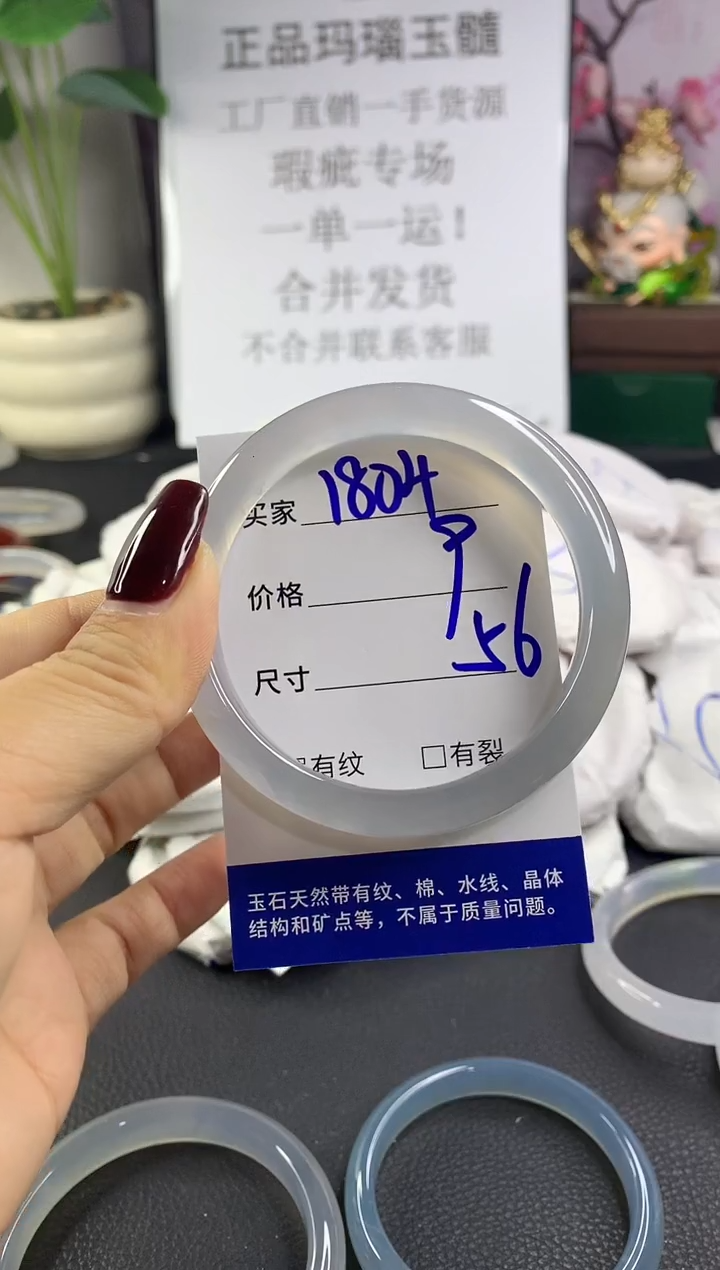 正品玛瑙玉髓
工厂直销一手货源
瑕疵专场
一单一运!
合并发货
不合并联系客服
买家 1804
价格 9
尺寸 56
有纹 □有裂
玉石天然带有纹、棉、水线、晶体
结构和矿点等，不属于质量问题。